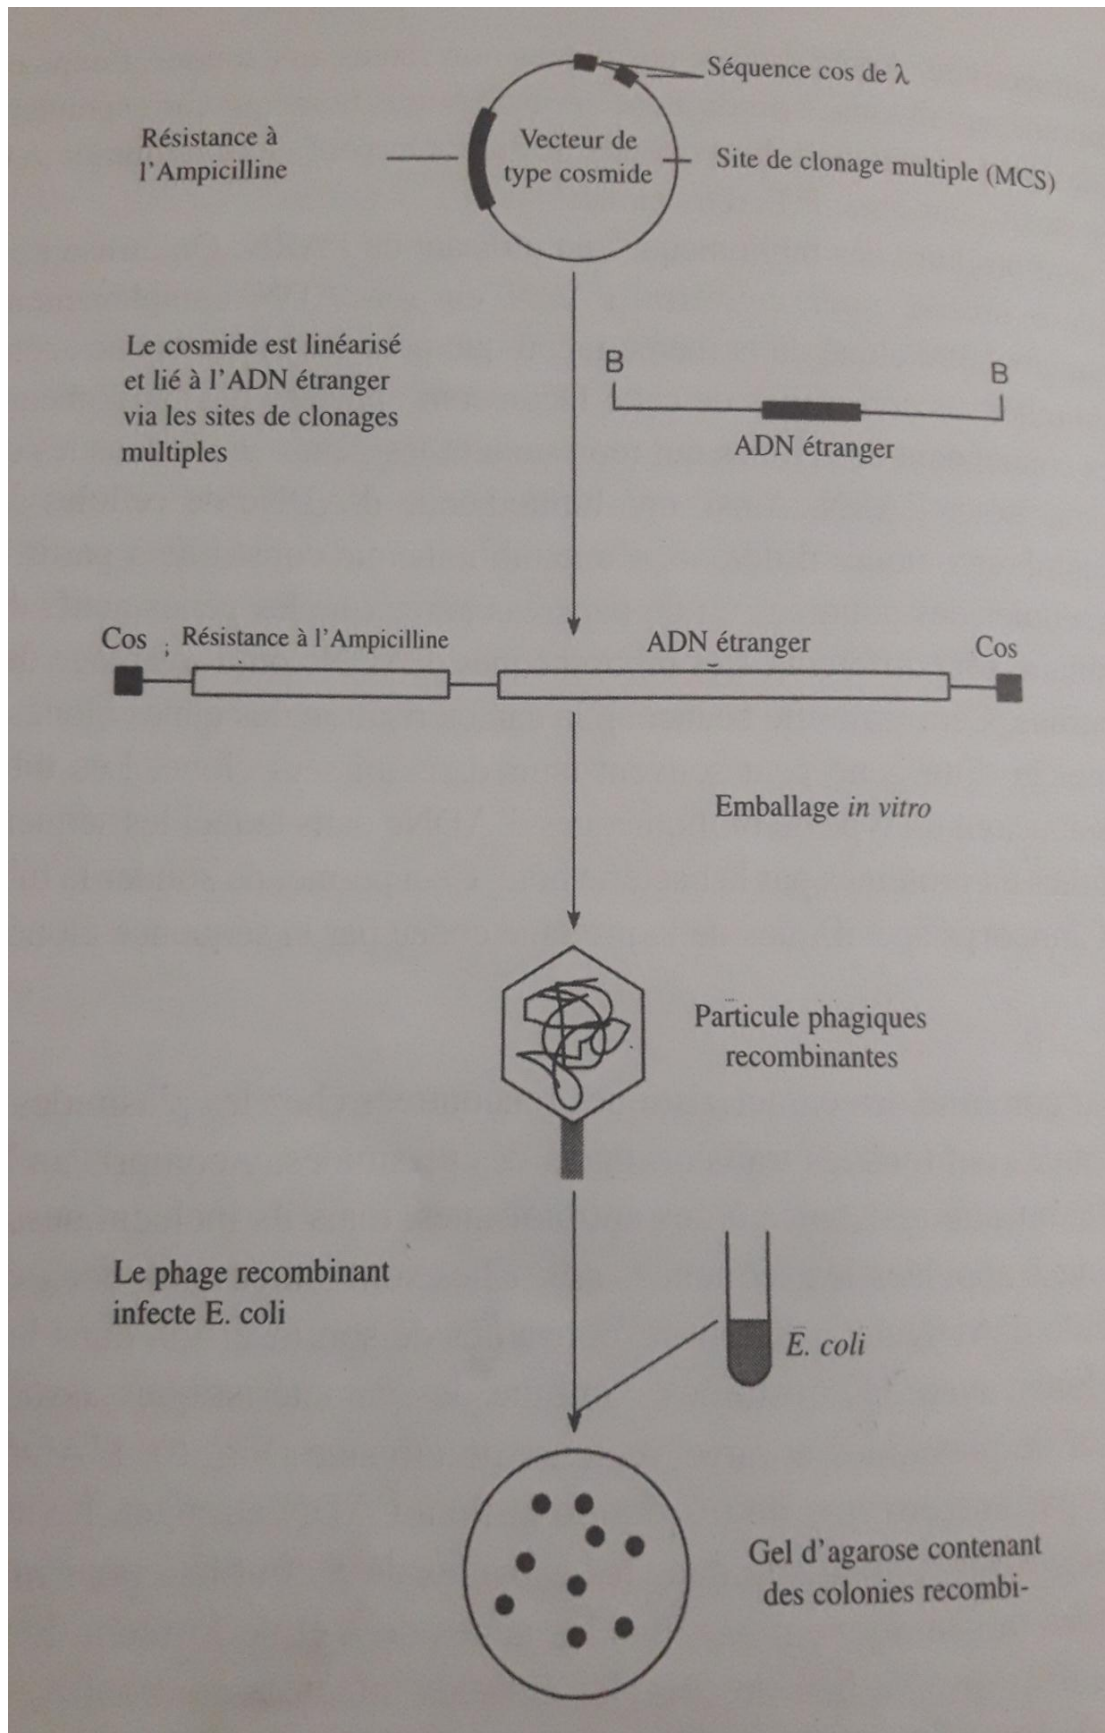 Séquence cos de λ
Résistance à
l'Ampicilline
Vecteur de
type cosmide
Site de clonage multiple (MCS)
Le cosmide est linéarisé
et lié à l'ADN étranger
via les sites de clonages
multiples
B
B
ADN étranger
Cos
Résistance à l'Ampicilline
ADN étranger
Cos
Emballage in vitro
Particule phagiques
recombinantes
Le phage recombinant
infecte E. coli
E. coli
Gel d'agarose contenant
des colonies recombi-